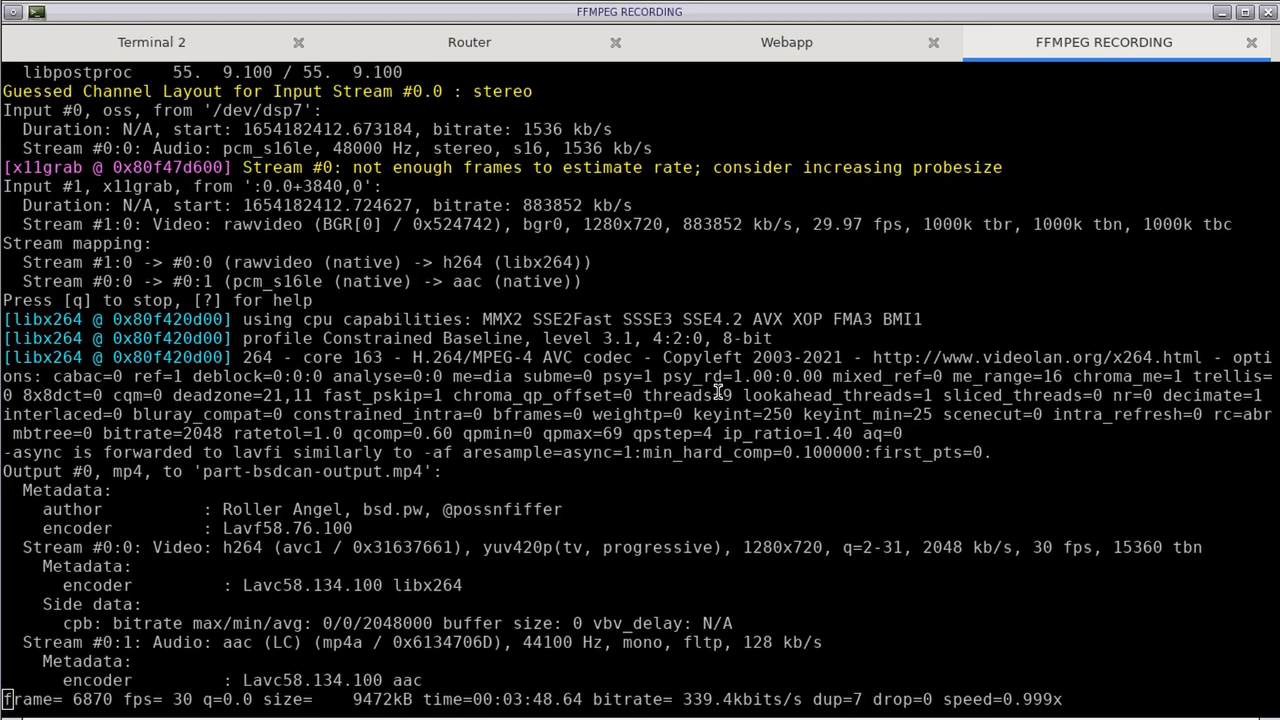 FFMPEG RECORDING
Terminal 2
Router
Webapp
FFMPEG RECORDING
libpostproc    55.  9.100 / 55.  9.100
Guessed Channel Layout for Input Stream #0.0 : stereo
Input #0, oss, from '/dev/dsp7':
Duration: N/A, start: 1654182412.673184, bitrate: 1536 kb/s
Stream #0:0: Audio: pcm_s16le, 48000 Hz, stereo, s16, 1536 kb/s
[x11grab @ 0x80f47d600] Stream #0: not enough frames to estimate rate; consider increasing probesize
Input #1, x11grab, from ':0.0+3840,0':
Duration: N/A, start: 1654182412.724627, bitrate: 883852 kb/s
Stream #1:0: Video: rawvideo (BGR[0] / 0x524742), bgr0, 1280x720, 883852 kb/s, 29.97 fps, 1000k tbr, 1000k tbn, 1000k tbc
Stream mapping:
Stream #1:0 -> #0:0 (rawvideo (native) -> h264 (libx264))
Stream #0:0 -> #0:1 (pcm_s16le (native) -> aac (native))
Press [q] to stop, [?] for help
[libx264 @ 0x80f420d00] using cpu capabilities: MMX2 SSE2Fast SSSE3 SSE4.2 AVX XOP FMA3 BMI1
[libx264 @ 0x80f420d00] profile Constrained Baseline, level 3.1, 4:2:0, 8-bit
[libx264 @ 0x80f420d00] 264 - core 163 - H.264/MPEG-4 AVC codec - Copyleft 2003-2021 - http://www.videolan.org/x264.html - opti
ons: cabac=0 ref=1 deblock=0:0:0 analyse=0:0 me=dia subme=0 psy=1 psy_rd=1.00:0.00 mixed_ref=0 me_range=16 chroma_me=1 trellis=
0 8x8dct=0 cqm=0 deadzone=21,11 fast_pskip=1 chroma_qp_offset=0 threads=9 lookahead_threads=1 sliced_threads=0 nr=0 decimate=1
interlaced=0 bluray_compat=0 constrained_intra=0 bframes=0 weightp=0 keyint=250 keyint_min=25 scenecut=0 intra_refresh=0 rc=abr
mbtree=0 bitrate=2048 ratetol=1.0 qcomp=0.60 qpmin=0 qpmax=69 qpstep=4 ip_ratio=1.40 aq=0
-async is forwarded to lavfi similarly to -af aresample=async=1:min_hard_comp=0.100000:first_pts=0.
Output #0, mp4, to 'part-bsdcan-output.mp4':
Metadata:
author          : Roller Angel, bsd.pw, @possnfiffer
encoder         : Lavf58.76.100
Stream #0:0: Video: h264 (avc1 / 0x31637661), yuv420p(tv, progressive), 1280x720, q=2-31, 2048 kb/s, 30 fps, 15360 tbn
Metadata:
encoder         : Lavc58.134.100 libx264
Side data:
cpb: bitrate max/min/avg: 0/0/2048000 buffer size: 0 vbv_delay: N/A
Stream #0:1: Audio: aac (LC) (mp4a / 0x6134706D), 44100 Hz, mono, fltp, 128 kb/s
Metadata:
encoder         : Lavc58.134.100 aac
frame= 6870 fps= 30 q=0.0 size=    9472kB time=00:03:48.64 bitrate= 339.4kbits/s dup=7 drop=0 speed=0.999x